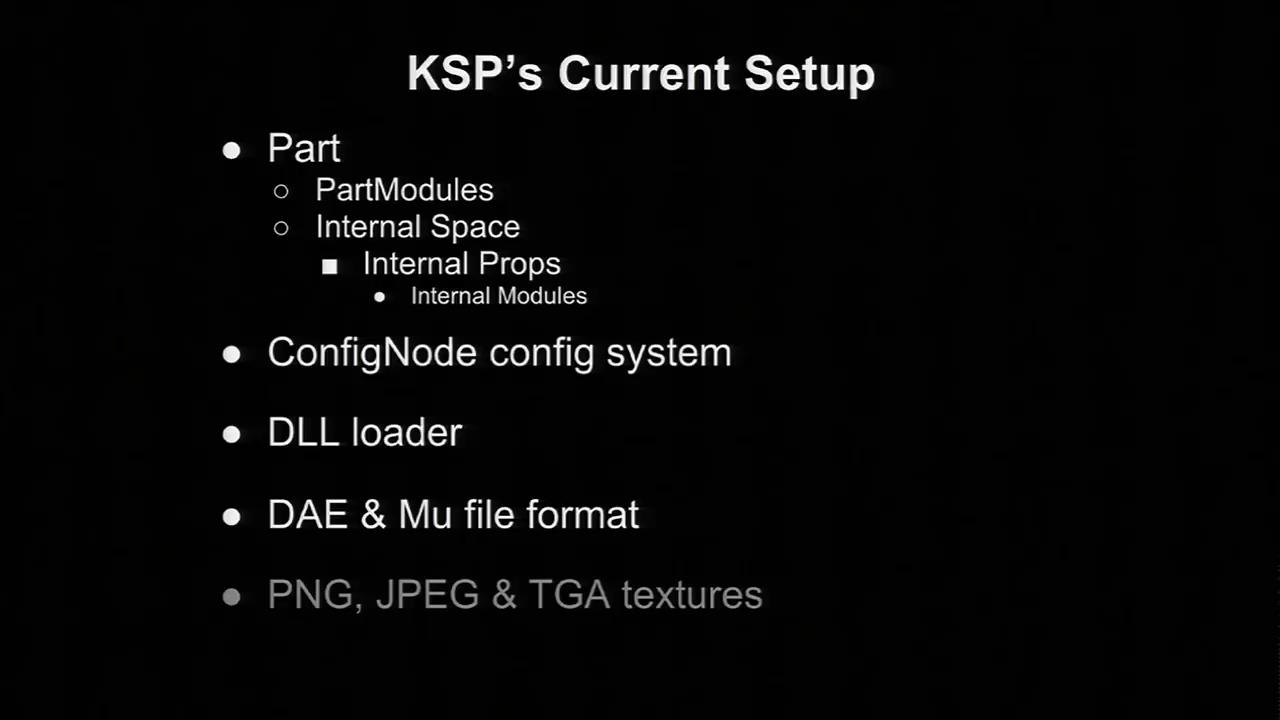 KSP’s Current Setup
● Part
○ PartModules
○ Internal Space
■ Internal Props
● Internal Modules
● ConfigNode config system
● DLL loader
● DAE & Mu file format
● PNG, JPEG & TGA textures